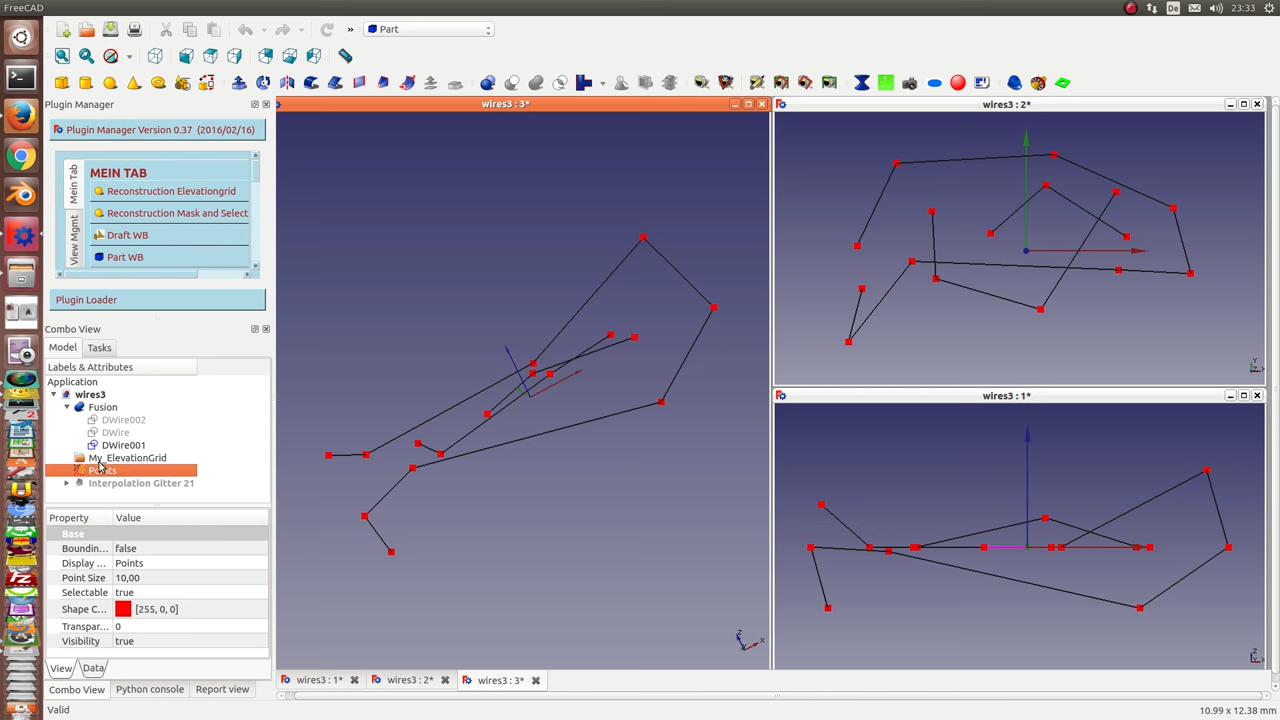 FreeCAD
De
23:33
»
Part
Plugin Manager
wires3 : 3*
wires3 : 2*
Plugin Manager Version 0.37 (2016/02/16)
Mein Tab
View Mgmt
MEIN TAB
Reconstruction Elevationgrid
Reconstruction Mask and Select
Draft WB
Part WB
Plugin Loader
Combo View
Model
Tasks
Labels & Attributes
Application
wires3
Fusion
DWire002
DWire
DWire001
My_ElevationGrid
Points
Interpolation Gitter 21
wires3 : 1*
Property
Value
Base
Boundin...
false
Display ...
Points
Point Size
10,00
Selectable
true
Shape C...
[255, 0, 0]
Transpar...
0
Visibility
true
View
Data
Combo View
Python console
Report view
wires3 : 1*
wires3 : 2*
wires3 : 3*
Valid
10.99 x 12.38 mm